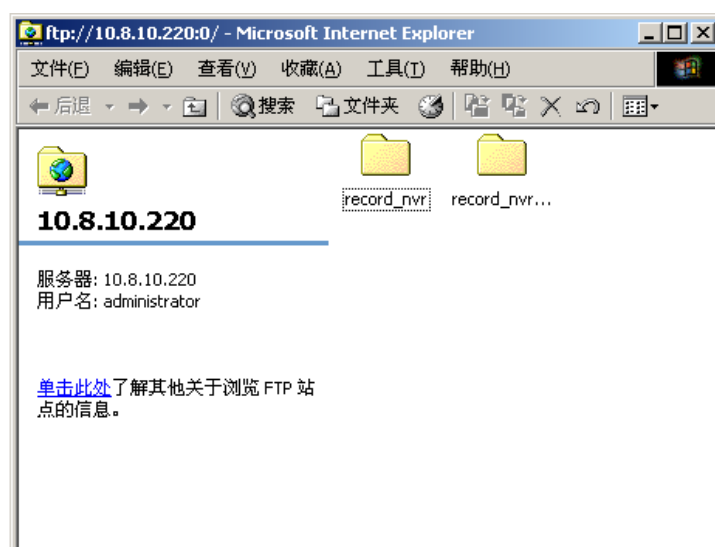 ftp://10.8.10.220:0/ - Microsoft Internet Explorer
文件(F) 编辑(E) 查看(V) 收藏(A) 工具(T) 帮助(H)
后退 搜索 文件夹
record_nvr record_nvr...
10.8.10.220
服务器: 10.8.10.220
用户名: administrator
单击此处了解其他关于浏览 FTP 站
点的信息。